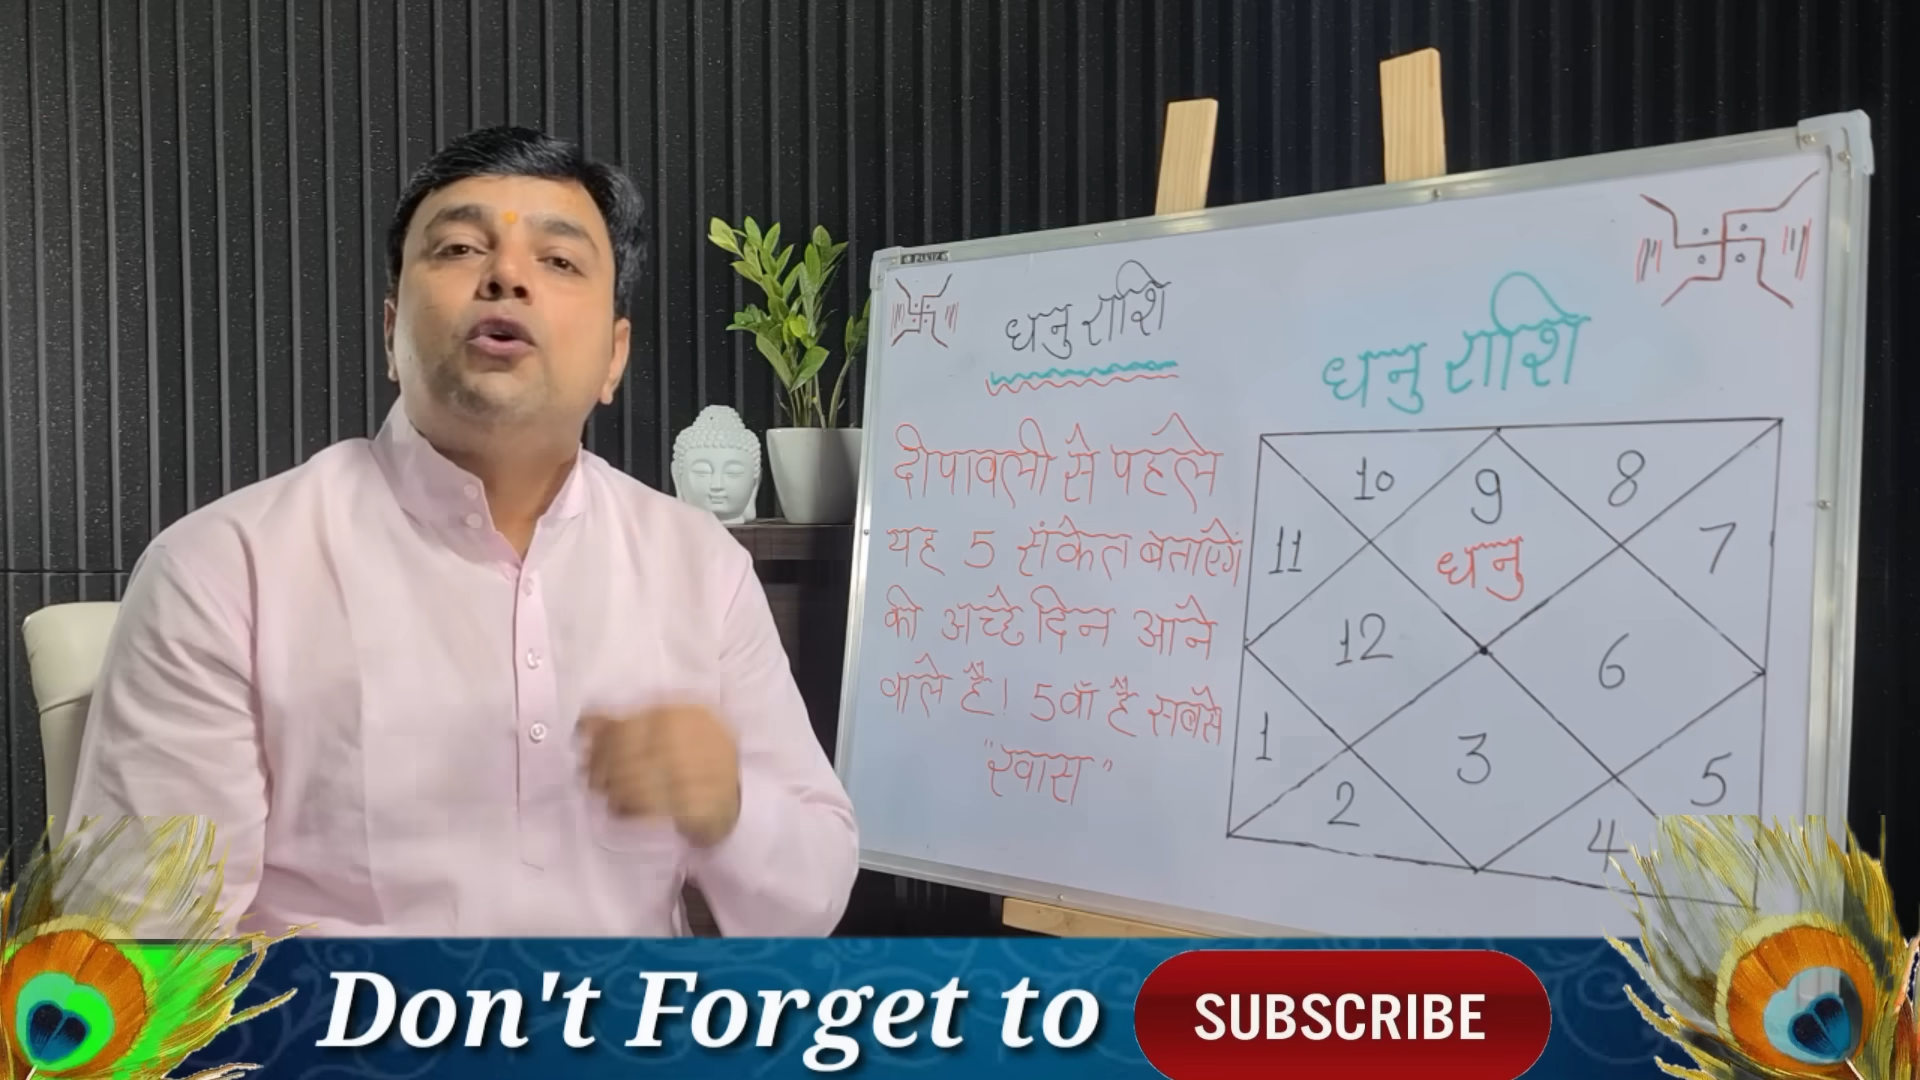 धनु राशि
दीपावली से पहले
यह 5 संकेत बताएंगें
की अच्छे दिन आने
वाले है। 5वाँ है सबसे
"खास"
धनु राशि
10 9 8
11 धनु 7
12 6
1 3 5
2 4
Don't Forget to SUBSCRIBE